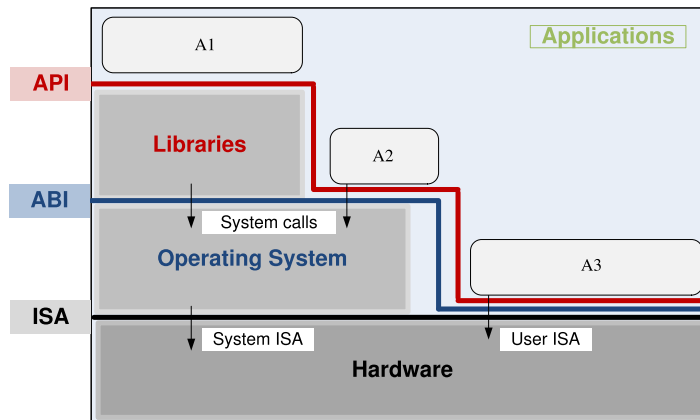 A1
Applications
API
Libraries
A2
ABI
System calls
Operating System
A3
ISA
System ISA
User ISA
Hardware